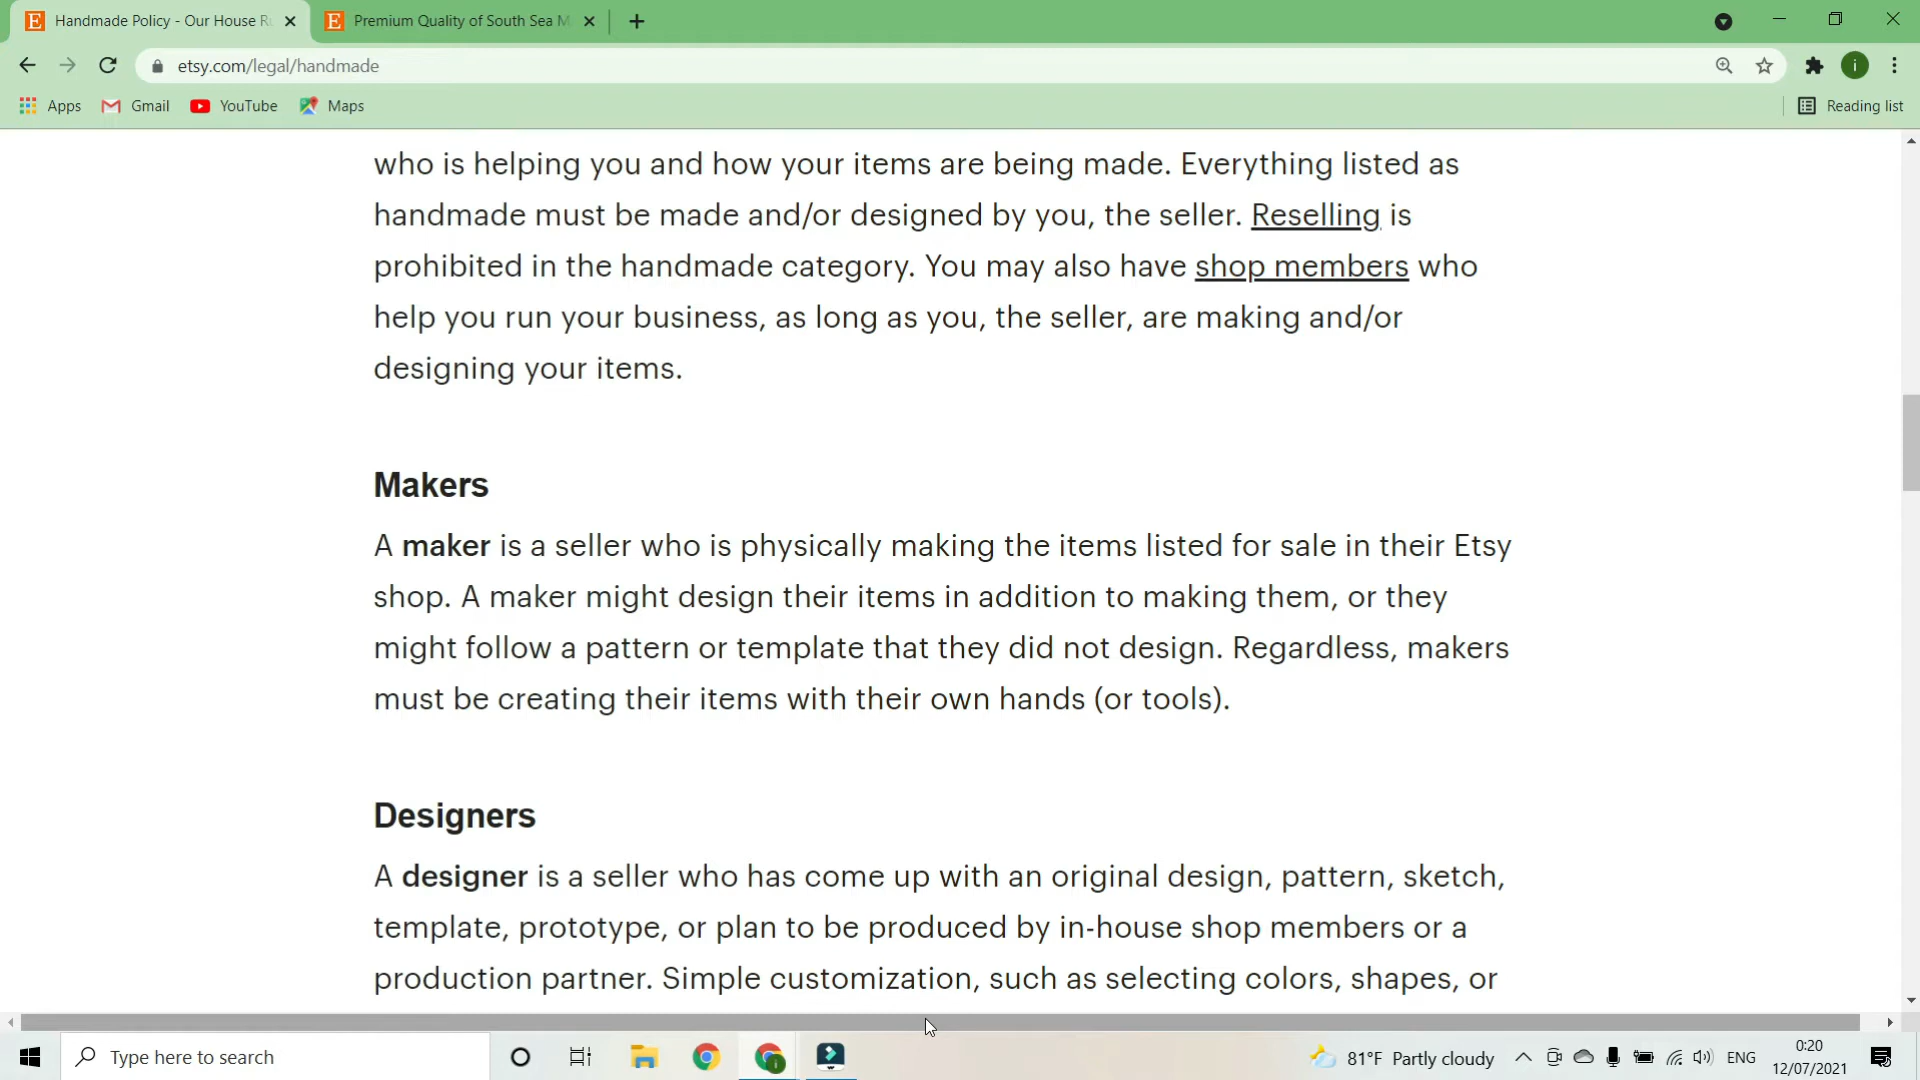 Handmade Policy - Our House Ru
Premium Quality of South Sea M
etsy.com/legal/handmade
i
Apps
Gmail
YouTube
Maps
Reading list
who is helping you and how your items are being made. Everything listed as
handmade must be made and/or designed by you, the seller. Reselling is
prohibited in the handmade category. You may also have shop members who
help you run your business, as long as you, the seller, are making and/or
designing your items.
Makers
A maker is a seller who is physically making the items listed for sale in their Etsy
shop. A maker might design their items in addition to making them, or they
might follow a pattern or template that they did not design. Regardless, makers
must be creating their items with their own hands (or tools).
Designers
A designer is a seller who has come up with an original design, pattern, sketch,
template, prototype, or plan to be produced by in-house shop members or a
production partner. Simple customization, such as selecting colors, shapes, or
Type here to search
81°F Partly cloudy
ENG
0:20
12/07/2021